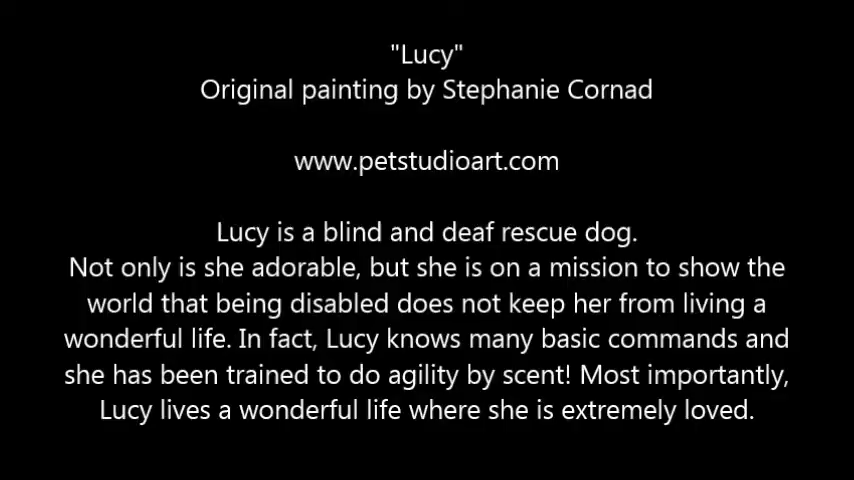 "Lucy"
Original painting by Stephanie Cornad
www.petstudioart.com
Lucy is a blind and deaf rescue dog.
Not only is she adorable, but she is on a mission to show the
world that being disabled does not keep her from living a
wonderful life. In fact, Lucy knows many basic commands and
she has been trained to do agility by scent! Most importantly,
Lucy lives a wonderful life where she is extremely loved.